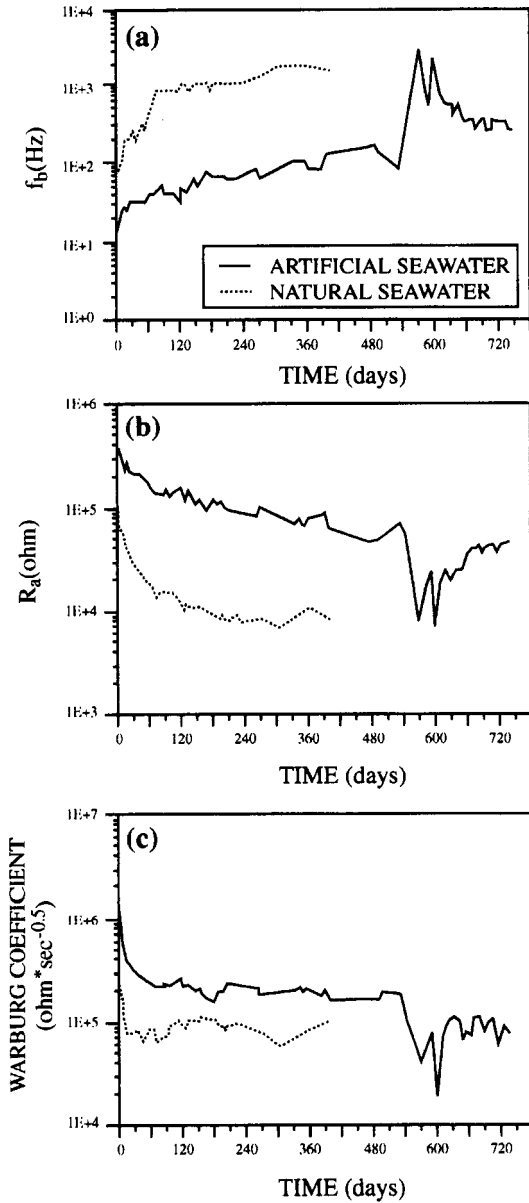 (a)
1E+4
1E+3
1E+2
1E+1
1E+0
f_b(Hz)
ARTIFICIAL SEAWATER
NATURAL SEAWATER
0 120 240 360 480 600 720
TIME (days)
(b)
1E+6
1E+5
1E+4
1E+3
R_a(ohm)
0 120 240 360 480 600 720
TIME (days)
(c)
1E+7
1E+6
1E+5
1E+4
WARBURG COEFFICIENT
(ohm*sec^-0.5)
0 120 240 360 480 600 720
TIME (days)